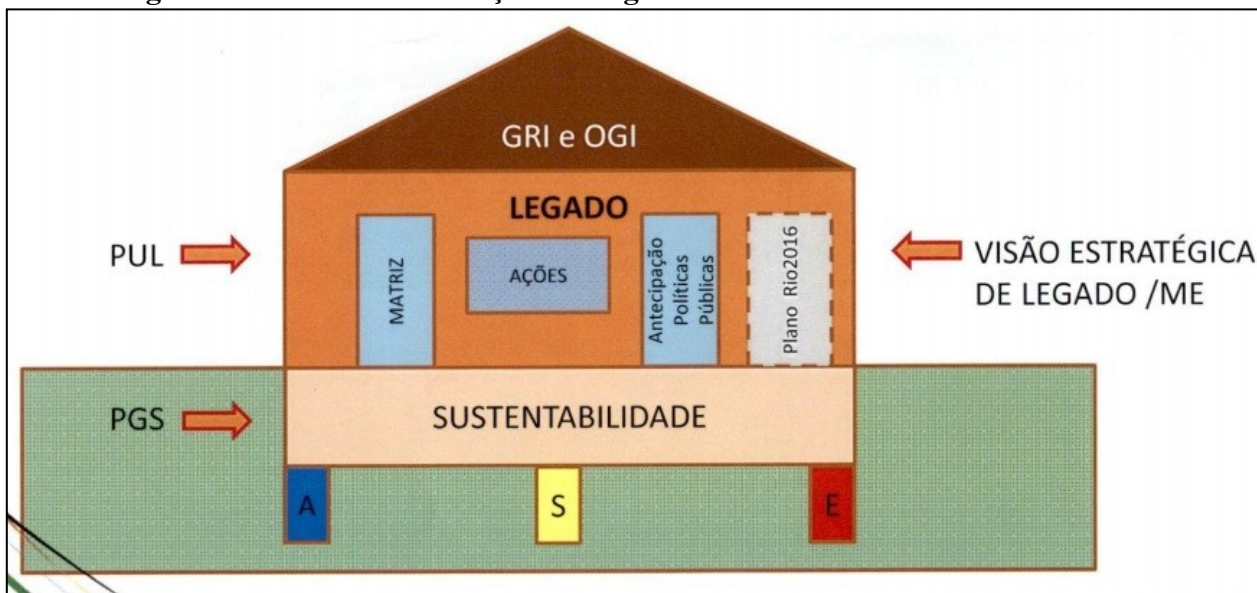 GRI e OGI
LEGADO
PUL
MATRIZ
AÇÕES
Antecipação
Políticas
Públicas
Plano Rio2016
VISÃO ESTRATÉGICA
DE LEGADO /ME
PGS
SUSTENTABILIDADE
A
S
E